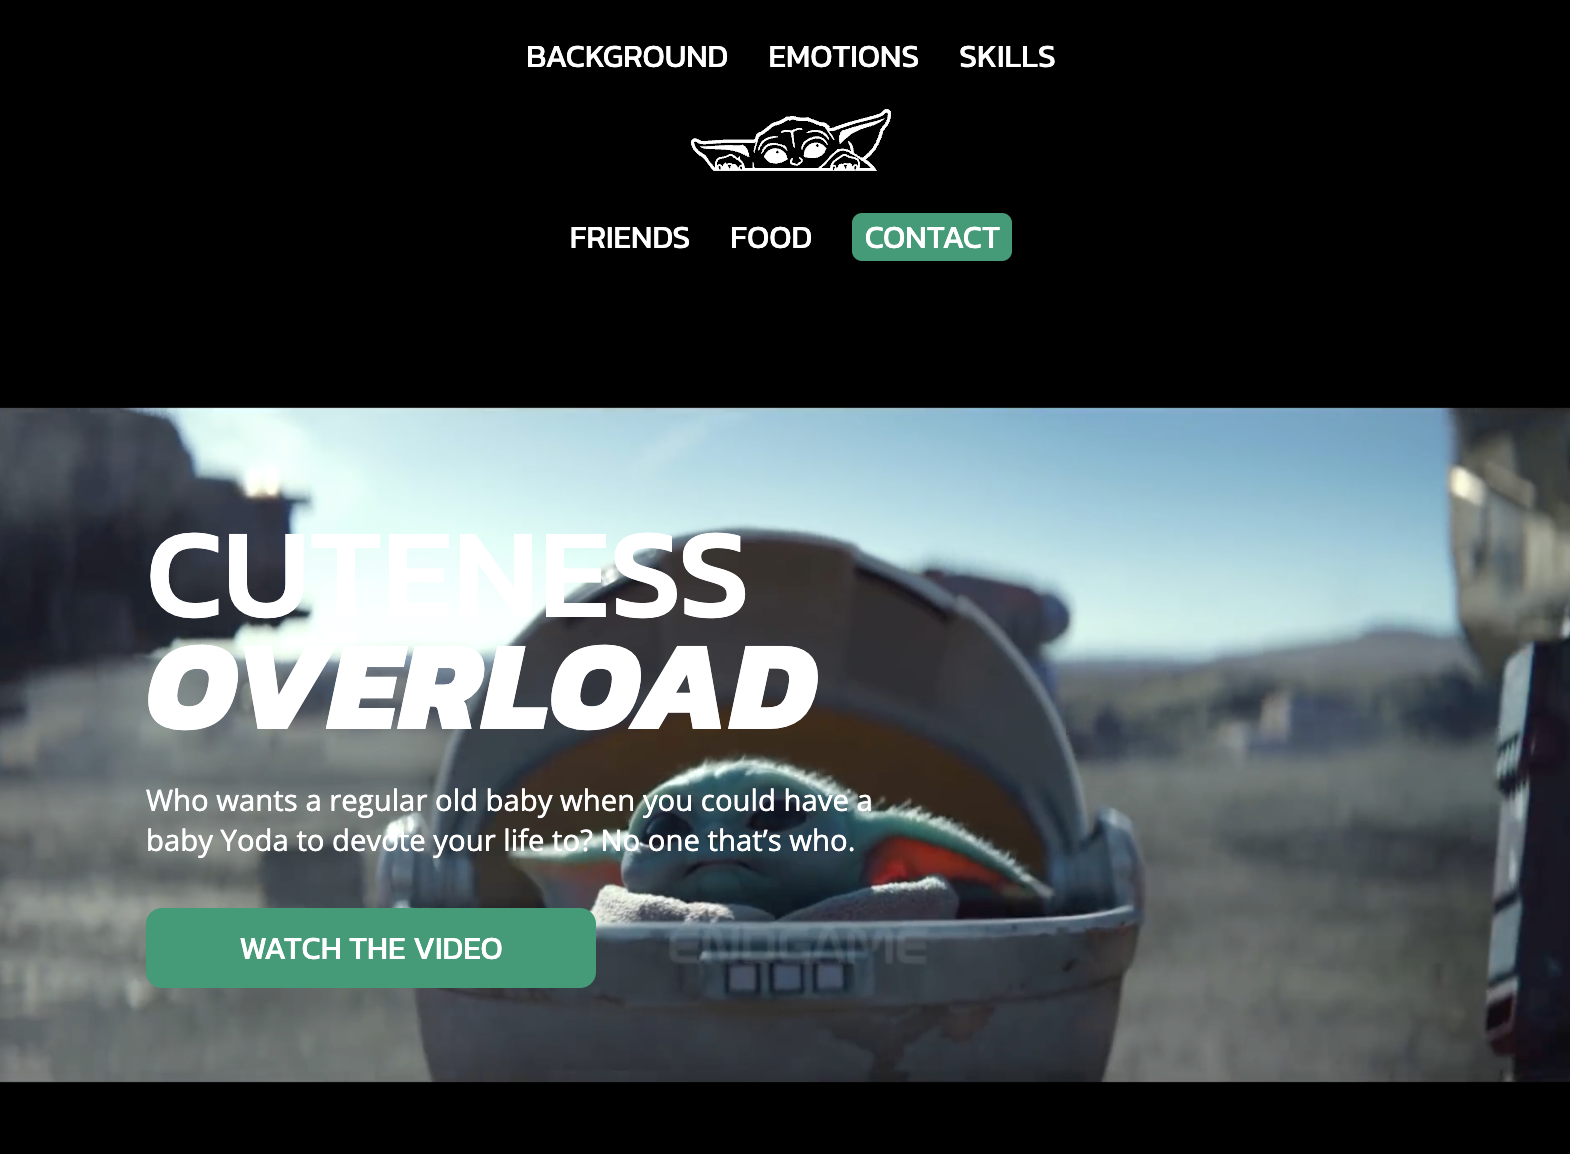 BACKGROUND EMOTIONS SKILLS
FRIENDS FOOD CONTACT
CUTENESS
OVERLOAD
Who wants a regular old baby when you could have a
baby Yoda to devote your life to? No one that’s who.
WATCH THE VIDEO
ENDGAME